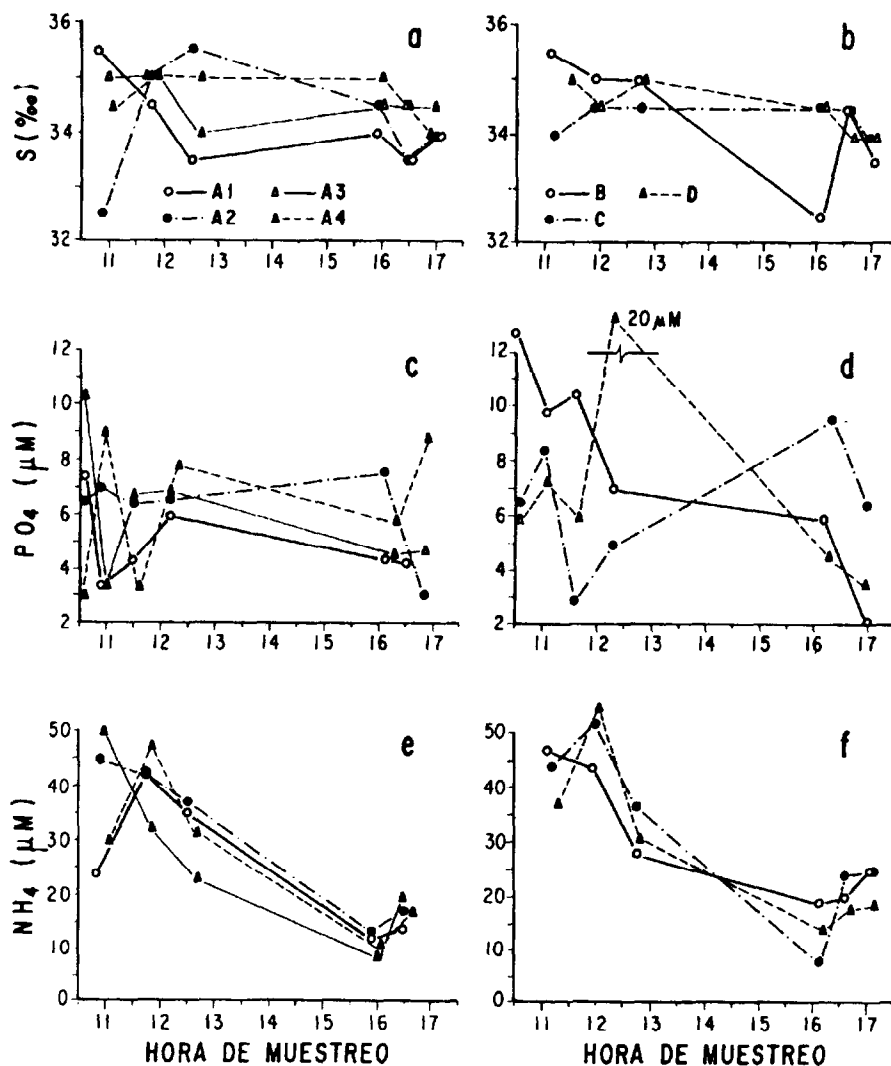 a
b
S (‰)
36
34
32
36
34
32
A1 A3
A2 A4
B D
C
11 12 13 14 15 16 17
11 12 13 14 15 16 17
c
d
20 µM
PO4 (µM)
12
10
8
6
4
2
12
10
8
6
4
2
11 12 13 14 15 16 17
11 12 13 14 15 16 17
e
f
NH4 (µM)
50
40
30
20
10
0
50
40
30
20
10
0
11 12 13 14 15 16 17
11 12 13 14 15 16 17
HORA DE MUESTREO
HORA DE MUESTREO